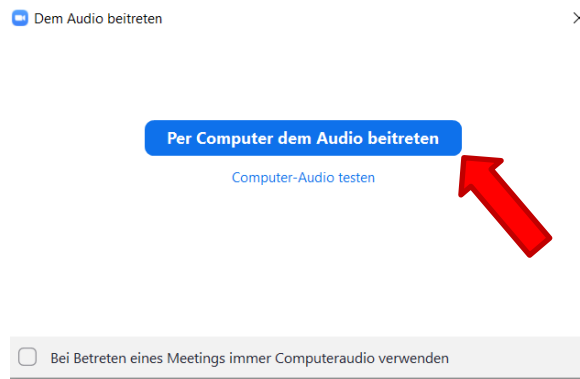 Dem Audio beitreten
Per Computer dem Audio beitreten
Computer-Audio testen
Bei Betreten eines Meetings immer Computeraudio verwenden